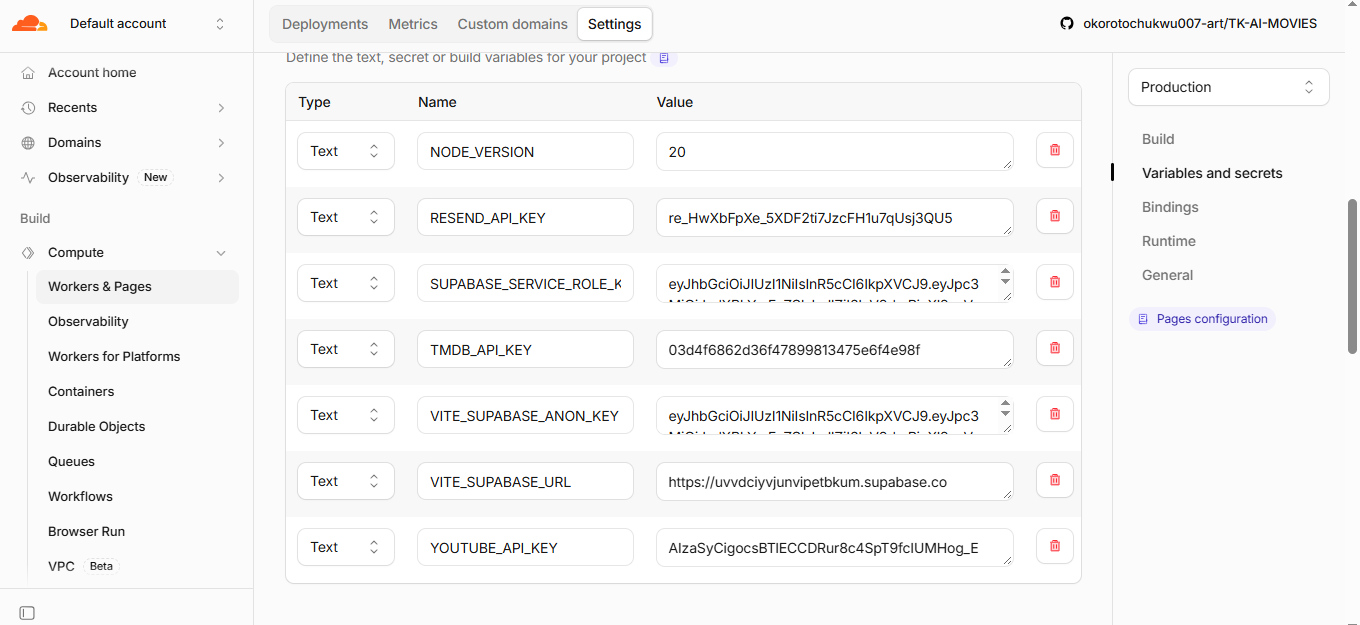 Default account
Deployments
Metrics
Custom domains
Settings
okorotochukwu007-art/TK-AI-MOVIES
Account home
Recents
Domains
Observability New
Build
Compute
Workers & Pages
Observability
Workers for Platforms
Containers
Durable Objects
Queues
Workflows
Browser Run
VPC Beta
Define the text, secret or build variables for your project
Type Name Value
Text NODE_VERSION 20
Text RESEND_API_KEY re_HwXbFpXe_5XDF2ti7JzcFH1u7qUsj3QU5
Text SUPABASE_SERVICE_ROLE_K eyJhbGciOiJIUzI1NiIsInR5cCI6IkpXVCJ9.eyJpc3
Text TMDB_API_KEY 03d4f6862d36f47899813475e6f4e98f
Text VITE_SUPABASE_ANON_KEY eyJhbGciOiJIUzI1NiIsInR5cCI6IkpXVCJ9.eyJpc3
Text VITE_SUPABASE_URL https://uvvdciyvjunvipetbkum.supabase.co
Text YOUTUBE_API_KEY
Production
Build
Variables and secrets
Bindings
Runtime
General
Pages configuration